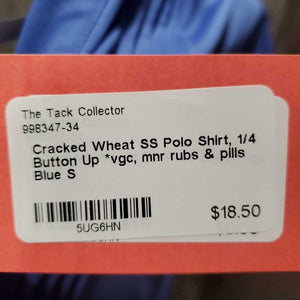 The Tack Collector
998347-34
Cracked Wheat SS Polo Shirt, 1/4
Button Up *vgc, mnr rubs & pills
Blue S
$18.50
5UG6HN